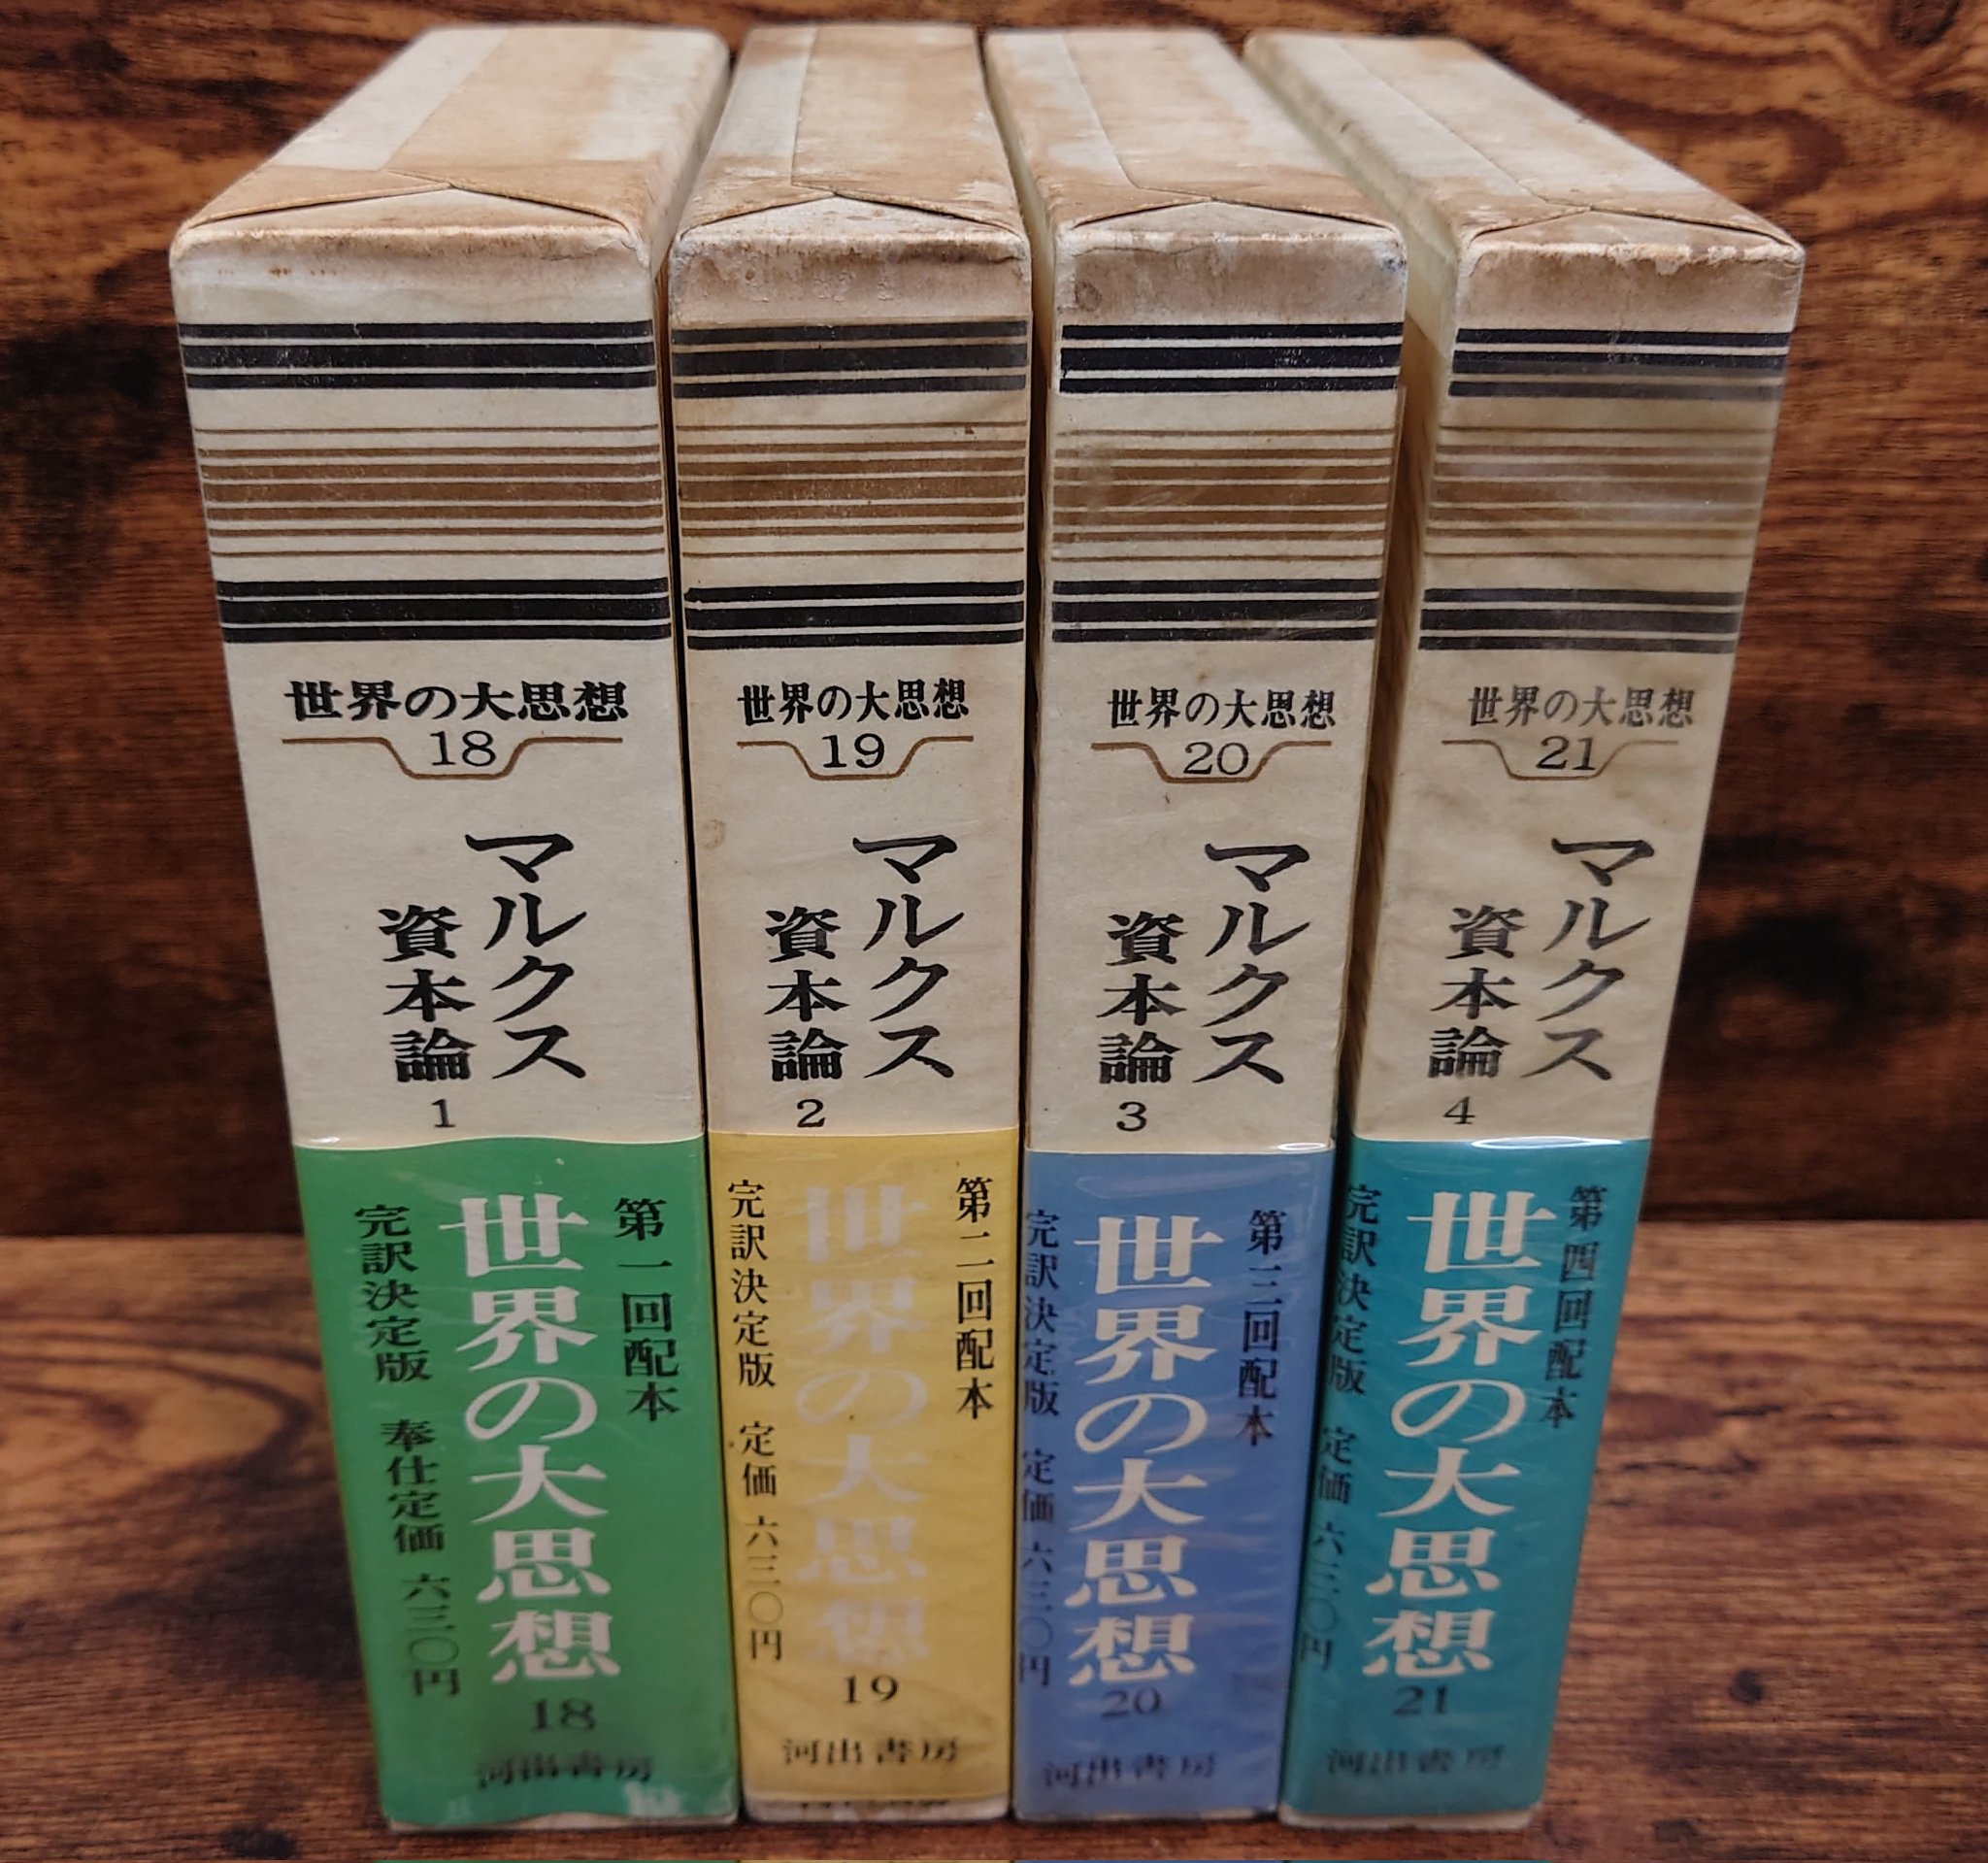 世界の大思想
18
マルクス
資本論
1
第一回配本
世界の大思想
完訳決定版 奉仕定価 六三〇円
18
河出書房
世界の大思想
19
マルクス
資本論
2
第二回配本
世界の大思想
完訳決定版 定価 六三〇円
19
河出書房
世界の大思想
20
マルクス
資本論
3
第三回配本
世界の大思想
完訳決定版 定価 六三〇円
20
河出書房
世界の大思想
21
マルクス
資本論
4
第四回配本
世界の大思想
完訳決定版 定価 六三〇円
21
河出書房